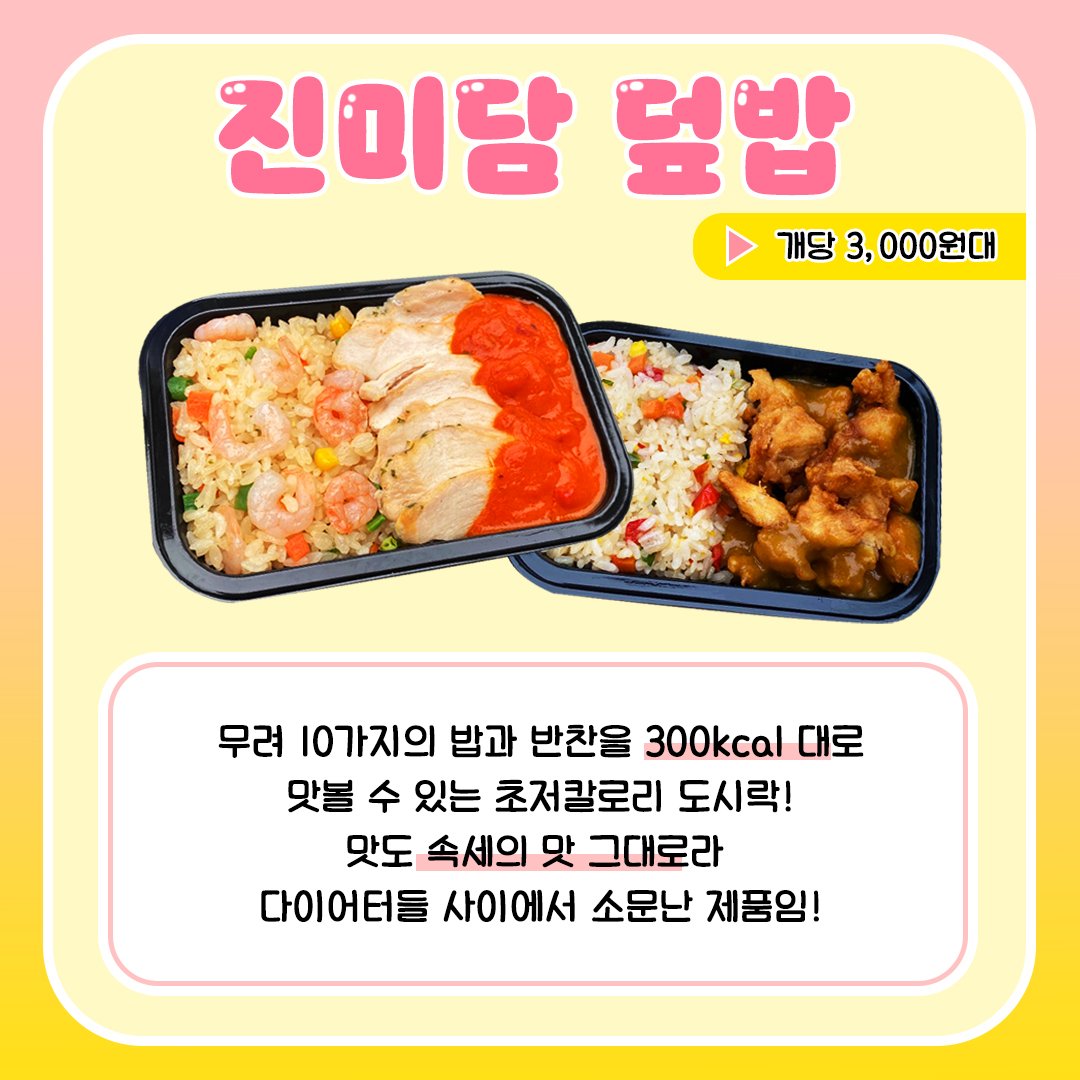 진미담 덮밥
개당 3,000원대
무려 10가지의 밥과 반찬을 300kcal 대로
맛볼 수 있는 초저칼로리 도시락!
맛도 속세의 맛 그대로라
다이어터들 사이에서 소문난 제품임!